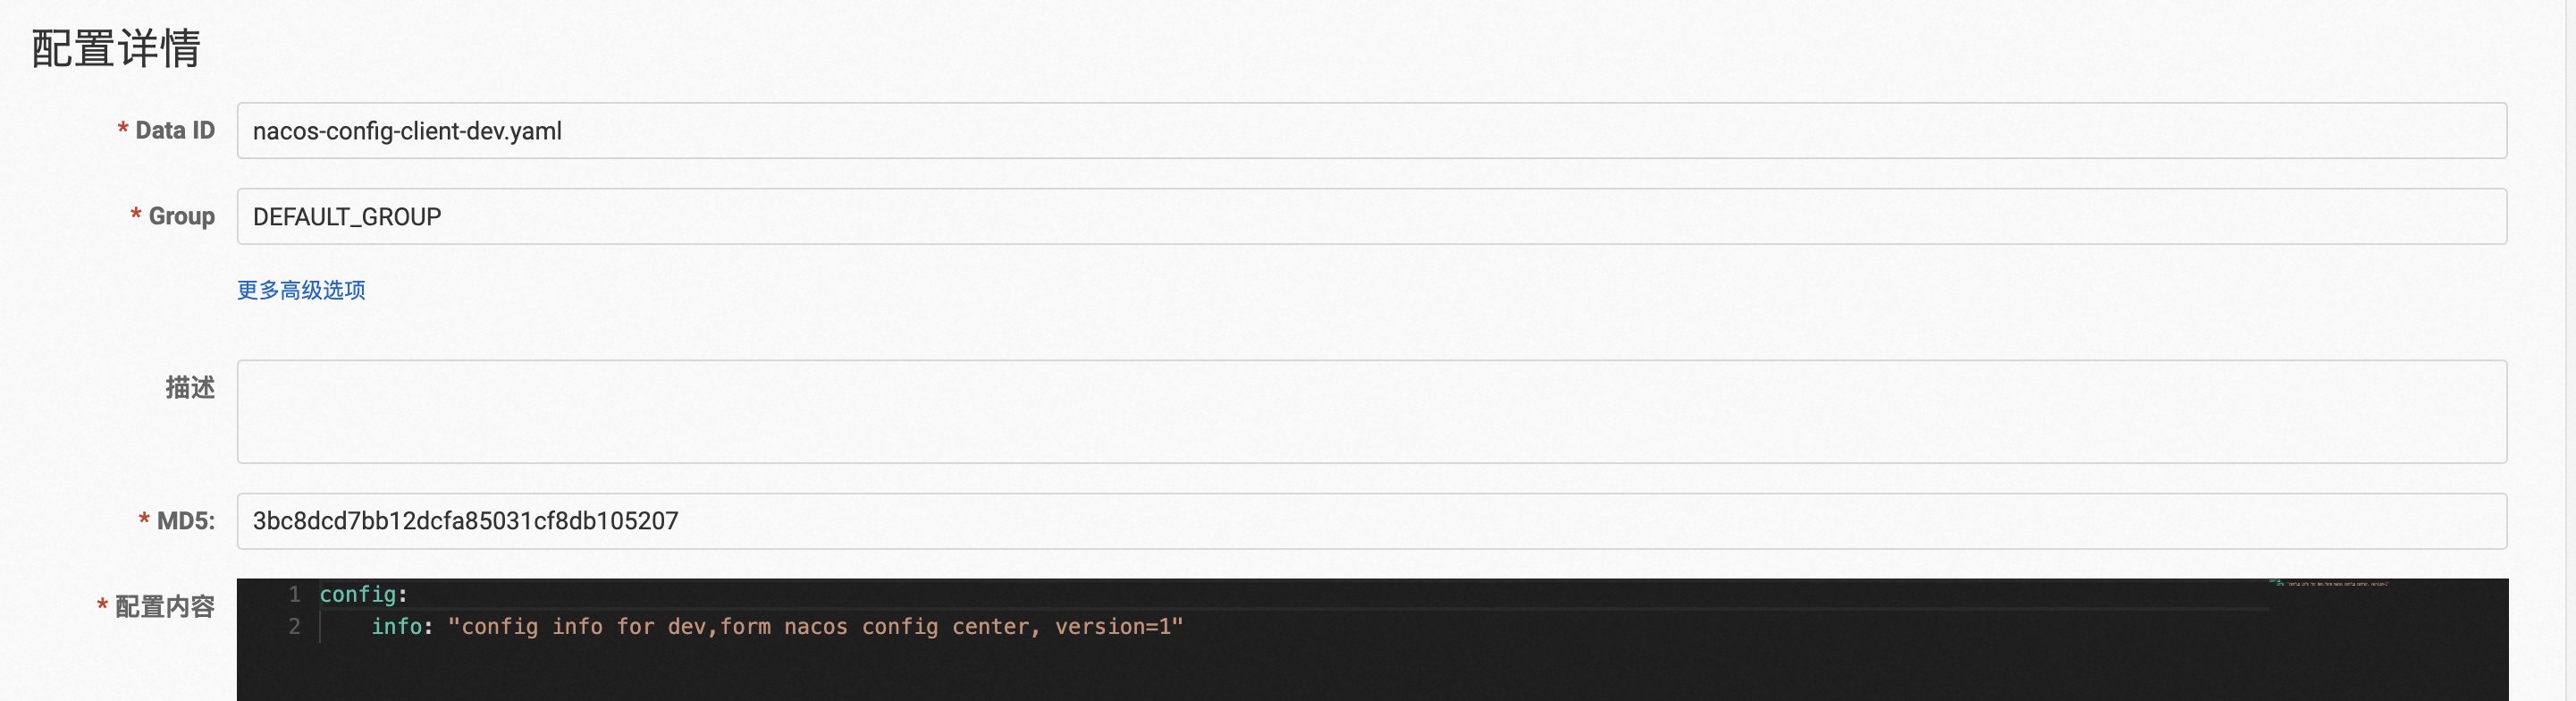 配置详情
* Data ID
nacos-config-client-dev.yaml
* Group
DEFAULT_GROUP
更多高级选项
描述
* MD5:
3bc8dcd7bb12dcfa85031cf8db105207
* 配置内容
1 config:
2 info: "config info for dev,form nacos config center, version=1"